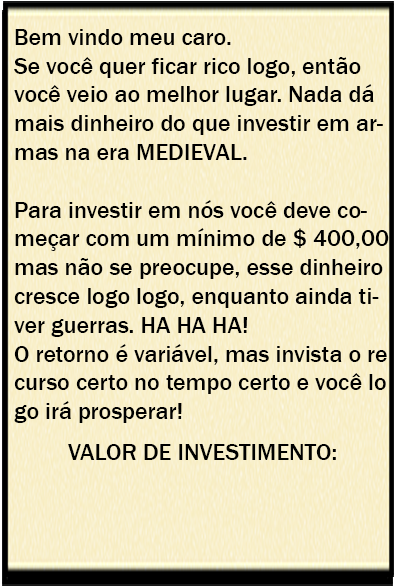 Bem vindo meu caro.
Se você quer ficar rico logo, então
você veio ao melhor lugar. Nada dá
mais dinheiro do que investir em ar-
mas na era MEDIEVAL.

Para investir em nós você deve co-
meçar com um mínimo de $ 400,00
mas não se preocupe, esse dinheiro
cresce logo logo, enquanto ainda ti-
ver guerras. HA HA HA!
O retorno é variável, mas invista o re
curso certo no tempo certo e você lo
go irá prosperar!
VALOR DE INVESTIMENTO: